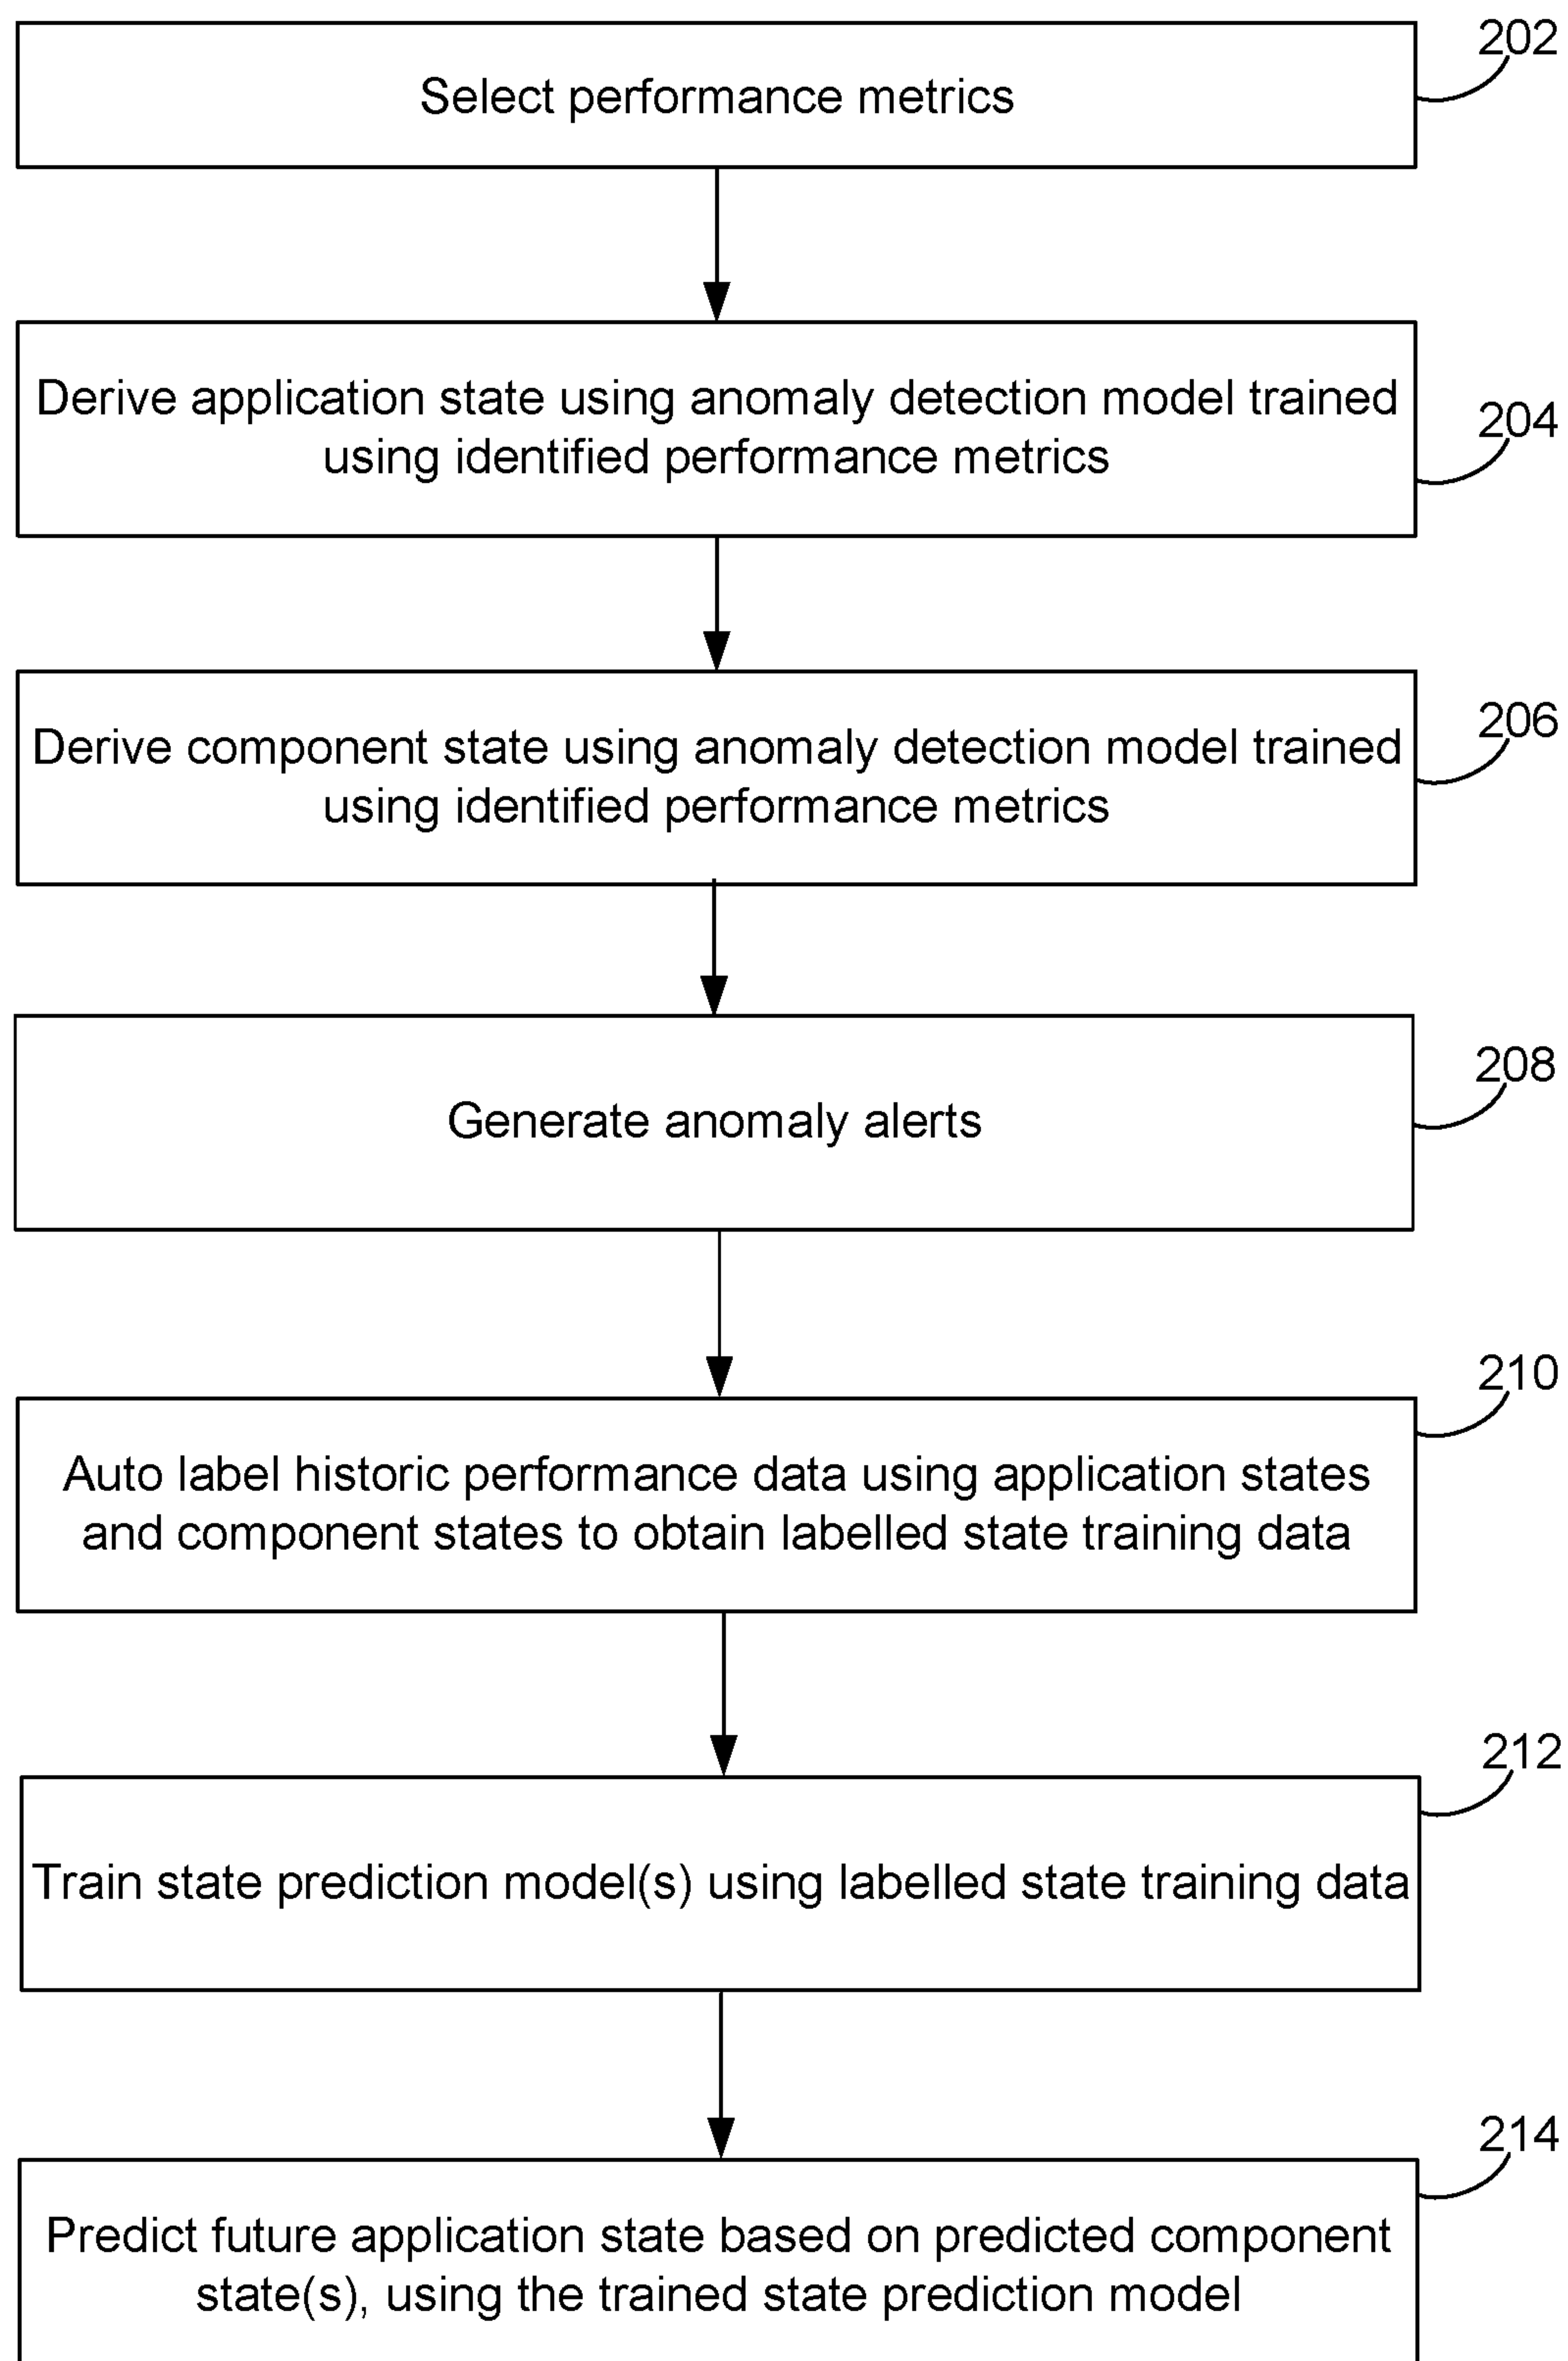 202
Select performance metrics
Derive application state using anomaly detection model trained
using identified performance metrics
204
Derive component state using anomaly detection model trained
using identified performance metrics
206
208
Generate anomaly alerts
210
Auto label historic performance data using application states
and component states to obtain labelled state training data
212
Train state prediction model(s) using labelled state training data
214
Predict future application state based on predicted component
state(s), using the trained state prediction model